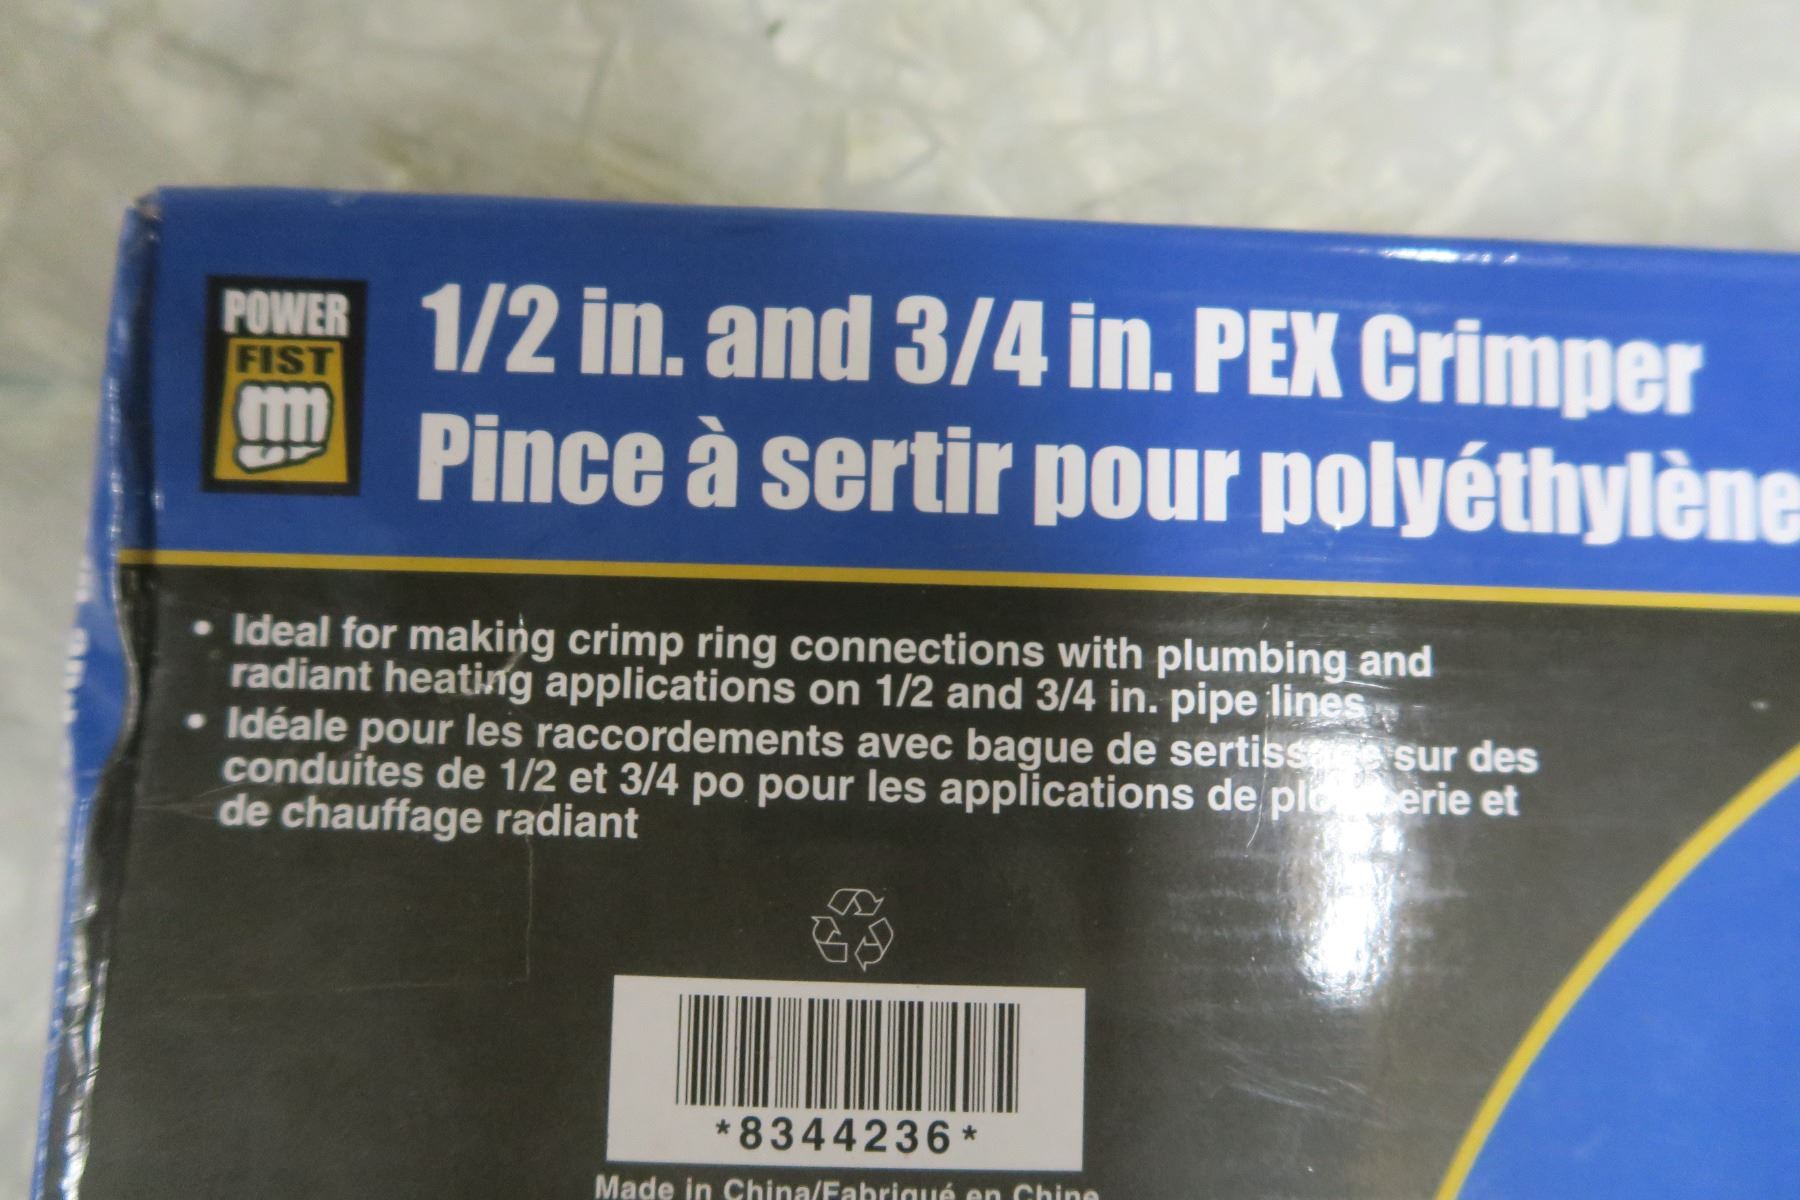 POWER
FIST
1/2 in. and 3/4 in. PEX Crimper
Pince à sertir pour polyéthylène
• Ideal for making crimp ring connections with plumbing and
radiant heating applications on 1/2 and 3/4 in. pipe lines
• Idéale pour les raccordements avec bague de sertissage sur des
conduites de 1/2 et 3/4 po pour les applications de plomberie et
de chauffage radiant
*8344236*
Made in China/Fabriqué en Chine